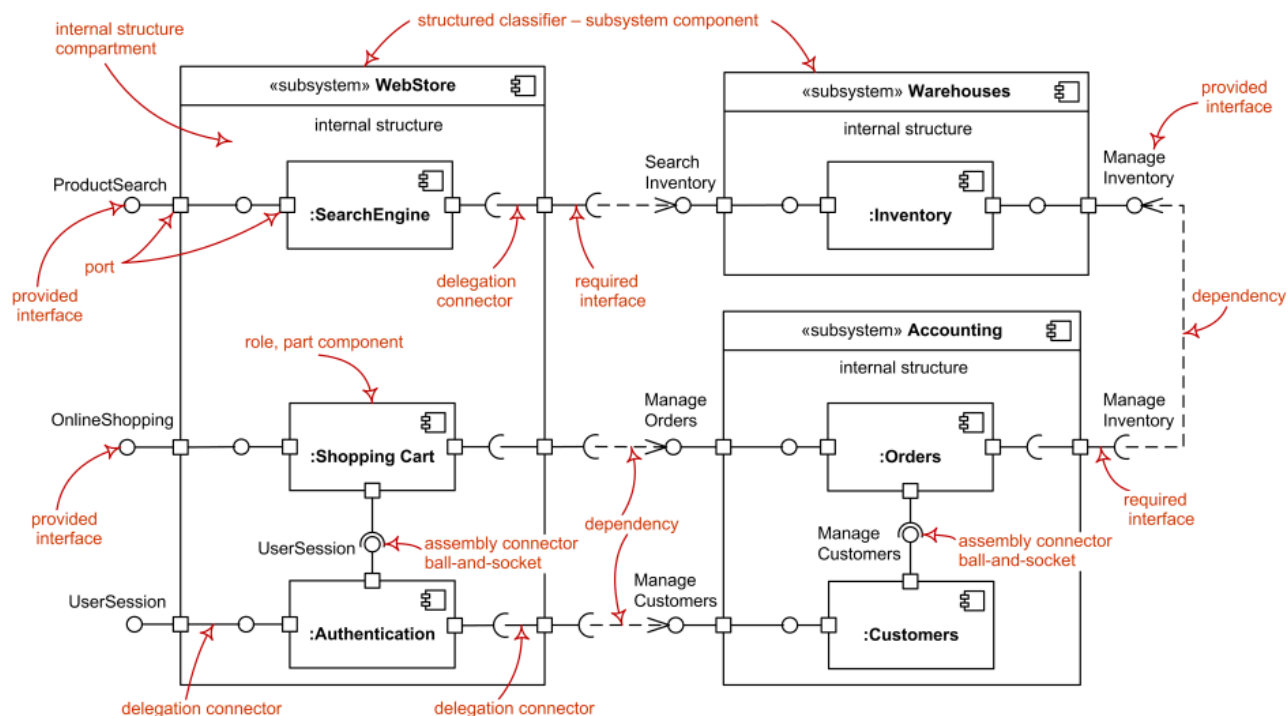 structured classifier – subsystem component
internal structure
compartment
«subsystem» WebStore
internal structure
«subsystem» Warehouses
internal structure
provided
interface
ProductSearch
:SearchEngine
Search
Inventory
:Inventory
Manage
Inventory
port
provided
interface
delegation
connector
required
interface
dependency
role, part component
«subsystem» Accounting
internal structure
OnlineShopping
:Shopping Cart
Manage
Orders
:Orders
Manage
Inventory
provided
interface
dependency
required
interface
UserSession
assembly connector
ball-and-socket
Manage
Customers
assembly connector
ball-and-socket
UserSession
:Authentication
Manage
Customers
:Customers
delegation connector
delegation connector